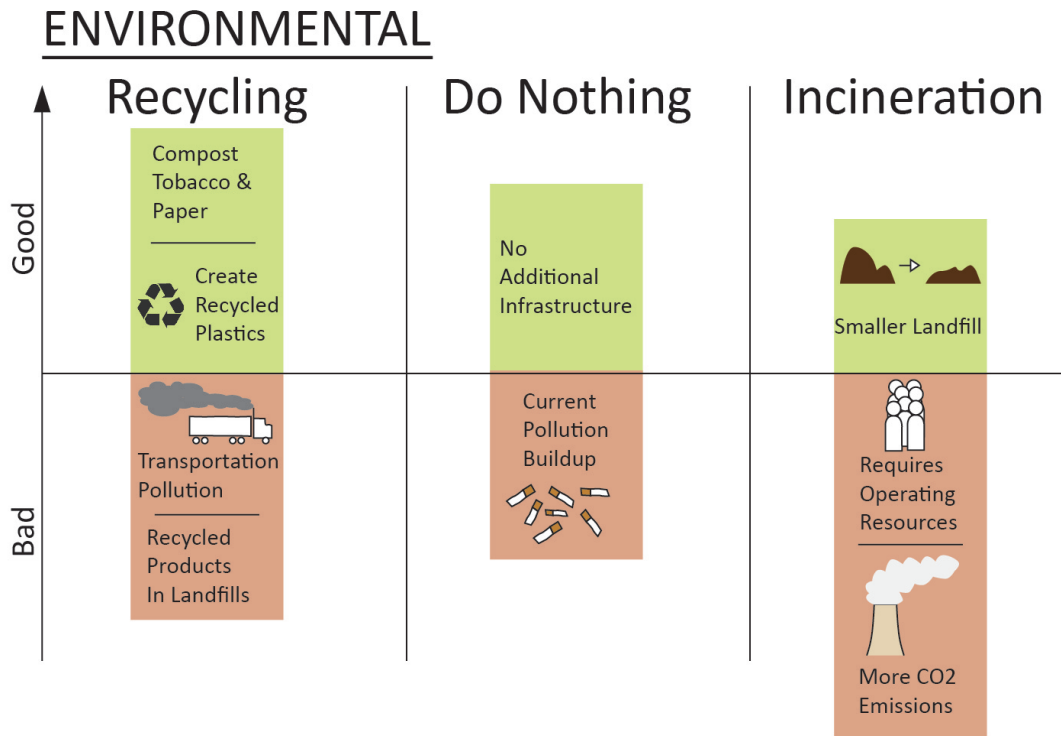 ENVIRONMENTAL
Recycling
Do Nothing
Incineration
Good
Bad
Compost
Tobacco &
Paper
Create
Recycled
Plastics
Transportation
Pollution
Recycled
Products
In Landfills
No
Additional
Infrastructure
Current
Pollution
Buildup
Smaller Landfill
Requires
Operating
Resources
More CO2
Emissions